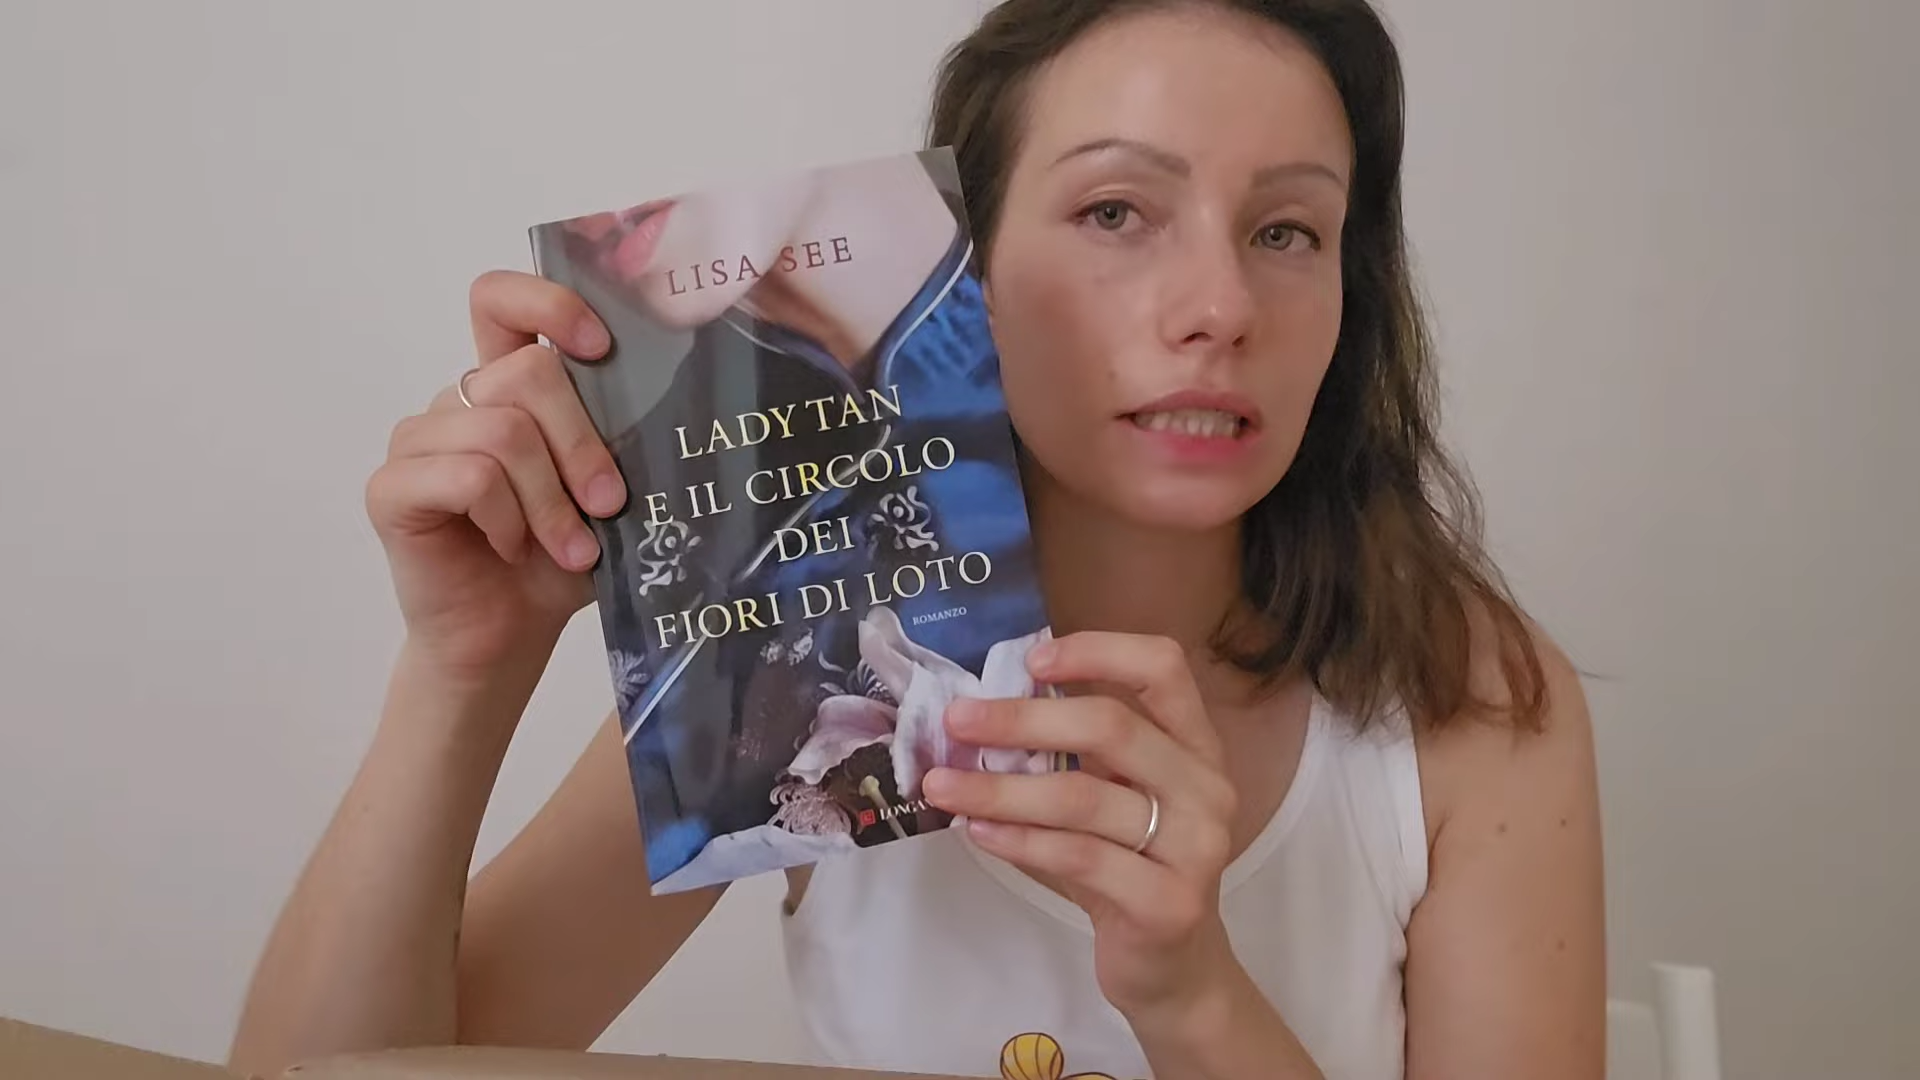 LISA SEE
LADY TAN
E IL CIRCOLO
DEI
FIORI DI LOTO
ROMANZO